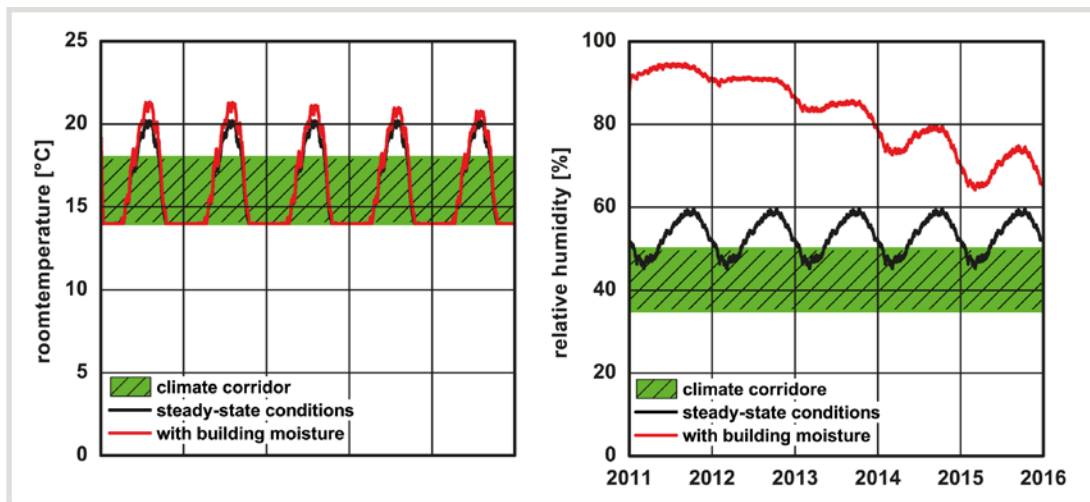 25
20
15
10
5
0
roomtemperature [°C]
climate corridor
steady-state conditions
with building moisture
100
80
60
40
20
0
relative humidity [%]
climate corridore
steady-state conditions
with building moisture
2011 2012 2013 2014 2015 2016